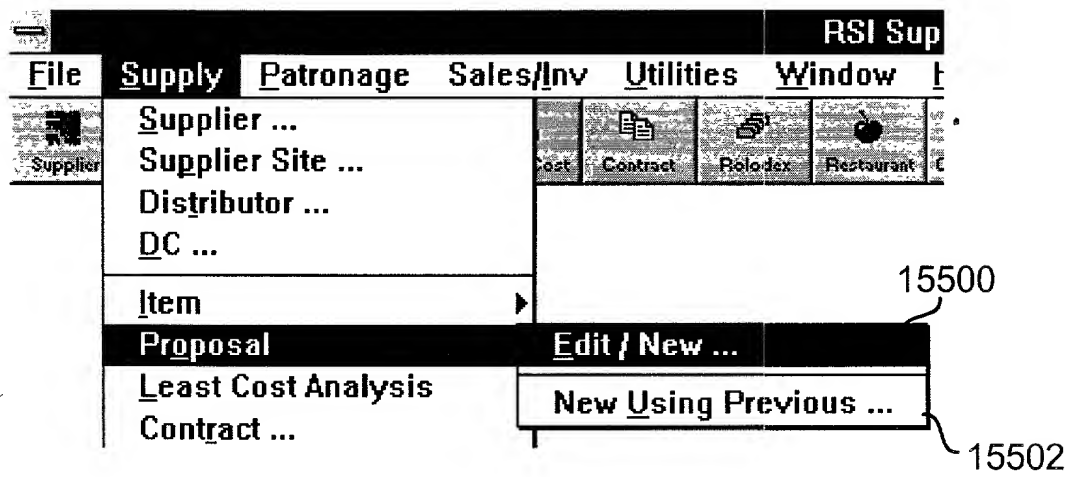 RSI Sup
File Supply Patronage Sales/Inv Utilities Window
Supplier Cost Contract Rolodex Restaurant
Supplier ...
Supplier Site ...
Distributor ...
DC ...
Item
Proposal
Least Cost Analysis
Contract ...
15500
Edit / New ...
New Using Previous ...
15502